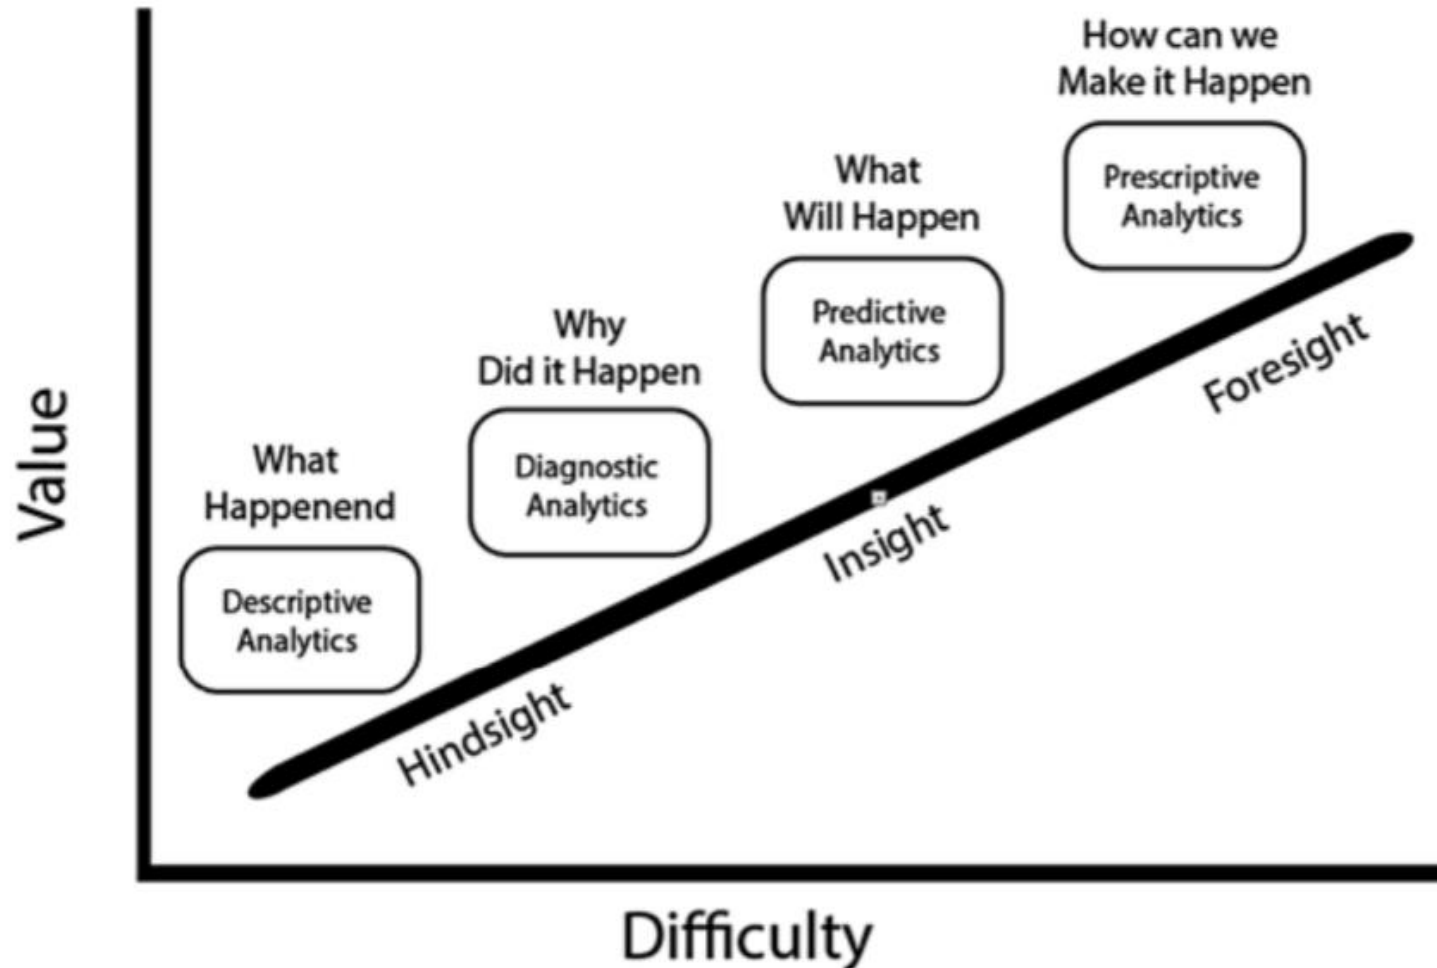 How can we
Make it Happen
Prescriptive
Analytics
What
Will Happen
Predictive
Analytics
Why
Did it Happen
Diagnostic
Analytics
What
Happenend
Descriptive
Analytics
Value
Hindsight
Insight
Foresight
Difficulty